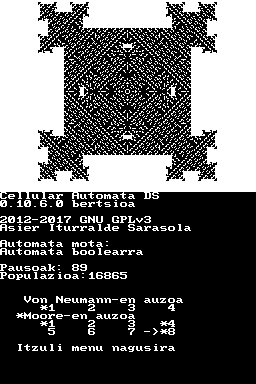 Cellular Automata DS
0.10.6.0 bertsioa
2012-2017 GNU GPLv3
Asier Iturralde Sarasola
Automata mota:
Automata boolearra
Pausoak: 89
Populazioa:16865
Von Neumann-en auzoa
*1 2 3 4
*Moore-en auzoa
*1 2 3 *4
5 6 7 ->*8
Itzuli menu nagusira